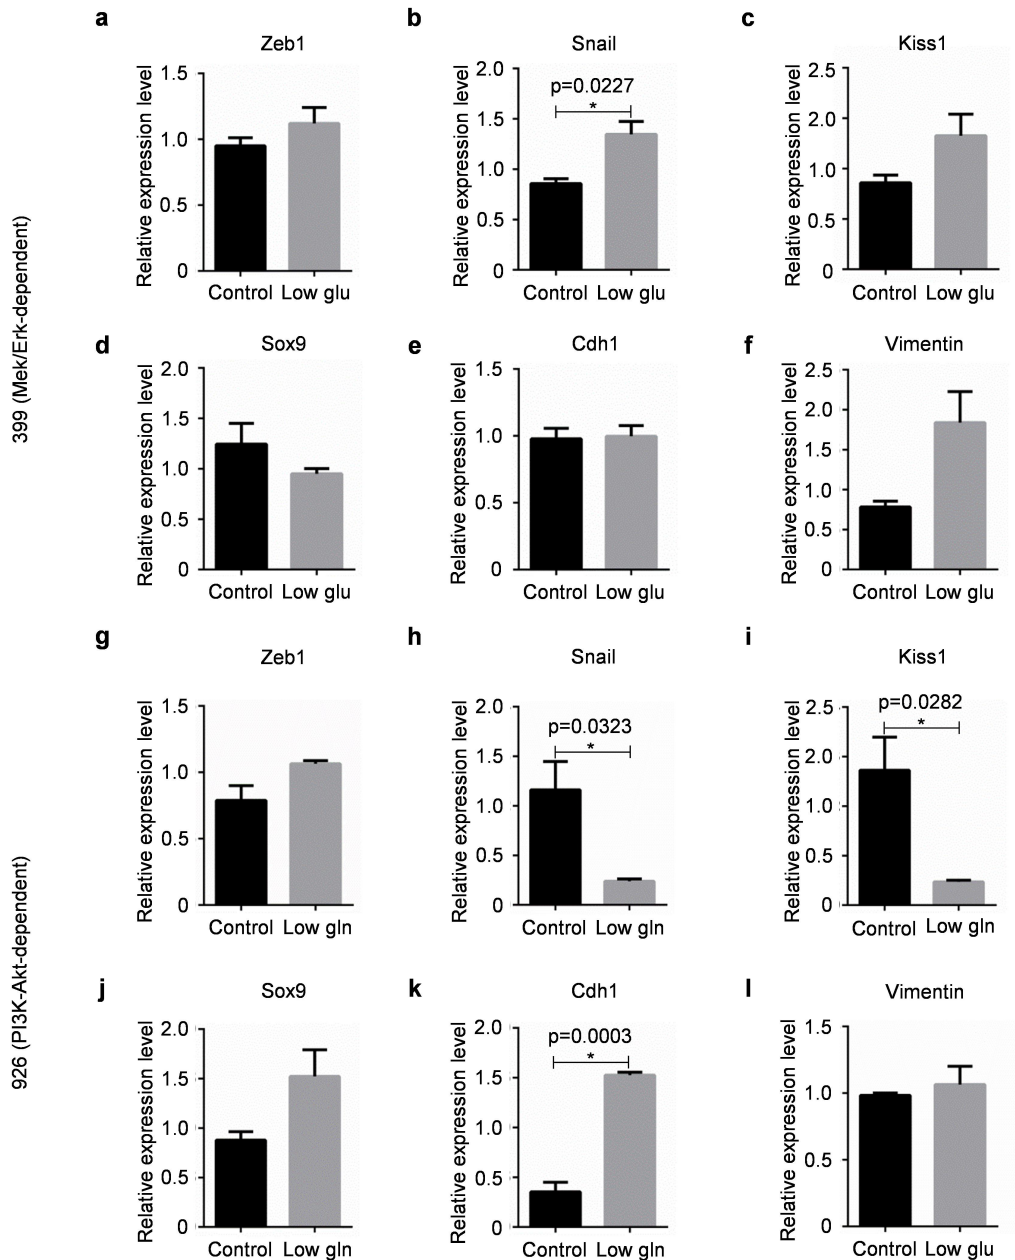 a
b
c
Zeb1
Snail
Kiss1
Relative expression level
1.5
1.0
0.5
0
Control Low glu
Relative expression level
2.0
1.5
1.0
0.5
0
p=0.0227
*
Control Low glu
Relative expression level
2.5
2.0
1.0
0.5
0
Control Low glu
399 (Mek/Erk-dependent)
d
e
f
Sox9
Cdh1
Vimentin
Relative expression level
2.0
1.5
1.0
0.5
0
Control Low glu
Relative expression level
1.5
1.0
0.5
0
Control Low glu
Relative expression level
2.5
2.0
1.5
1.0
0.5
0
Control Low glu
g
h
i
Zeb1
Snail
Kiss1
Relative expression level
1.5
1.0
0.5
0
Control Low gln
Relative expression level
2.0
1.5
1.0
0.5
0
p=0.0323
*
Control Low gln
Relative expression level
2.5
2.0
1.0
0.5
0
p=0.0282
*
Control Low gln
926 (PI3K-Akt-dependent)
j
k
l
Sox9
Cdh1
Vimentin
Relative expression level
2.0
1.5
1.0
0.5
0
Control Low gln
Relative expression level
2.0
1.5
1.0
0.5
0
p=0.0003
*
Control Low gln
Relative expression level
1.5
1.0
0.5
0
Control Low glu